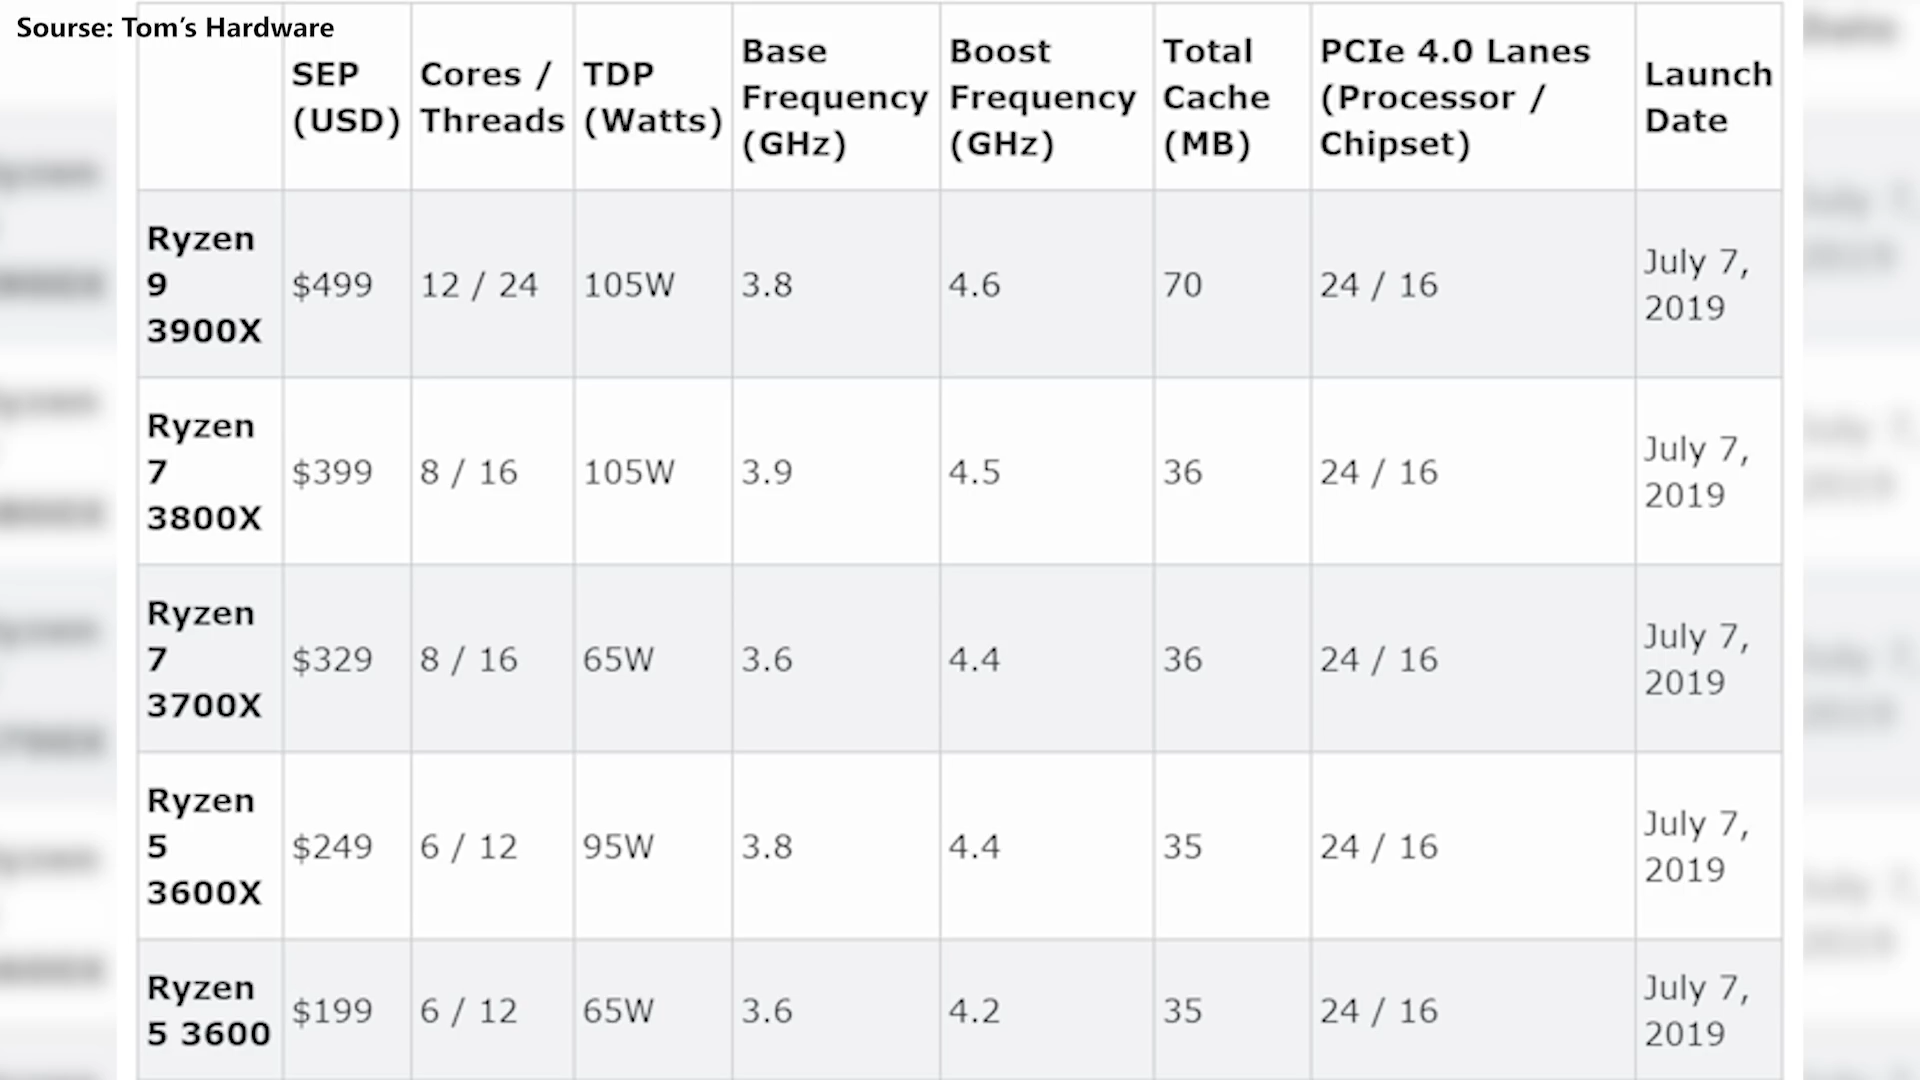 Sourse: Tom's Hardware
SEP
(USD)
Cores /
Threads
TDP
(Watts)
Base
Frequency
(GHz)
Boost
Frequency
(GHz)
Total
Cache
(MB)
PCIe 4.0 Lanes
(Processor /
Chipset)
Launch
Date
Ryzen
9
3900X
$499
12 / 24
105W
3.8
4.6
70
24 / 16
July 7,
2019
Ryzen
7
3800X
$399
8 / 16
105W
3.9
4.5
36
24 / 16
July 7,
2019
Ryzen
7
3700X
$329
8 / 16
65W
3.6
4.4
36
24 / 16
July 7,
2019
Ryzen
5
3600X
$249
6 / 12
95W
3.8
4.4
35
24 / 16
July 7,
2019
Ryzen
5 3600
$199
6 / 12
65W
3.6
4.2
35
24 / 16
July 7,
2019